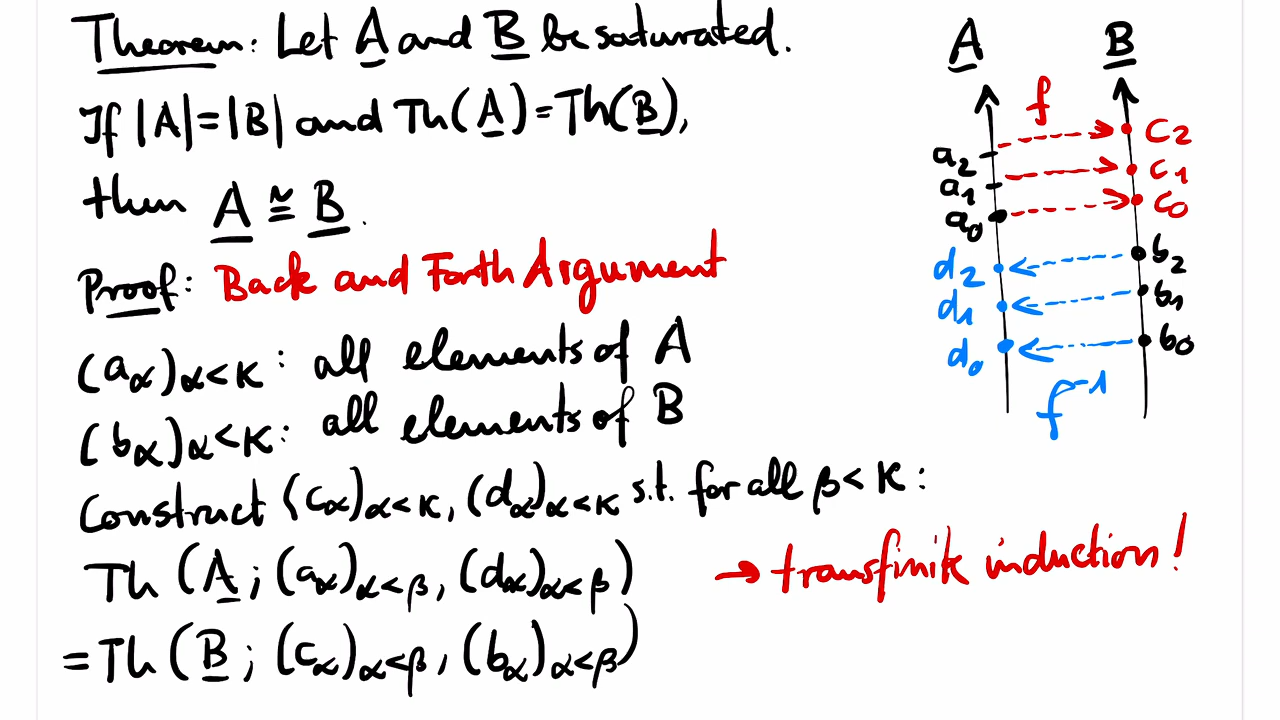 Theorem: Let A and B be saturated.
If |A|=|B| and Th(A)=Th(B),
then A ≅ B.
Proof: Back and Forth Argument
(aα)α<κ: all elements of A
(bα)α<κ: all elements of B
Construct (cα)α<κ, (dα)α<κ s.t. for all β<κ:
Th (A; (aα)α<β, (dα)α<β)
→ transfinite induction!
=Th (B; (cα)α<β, (bα)α<β)
A B
f
a2 c2
a1 c1
a0 c0
d2 b2
d1 b1
d0 b0
f⁻¹